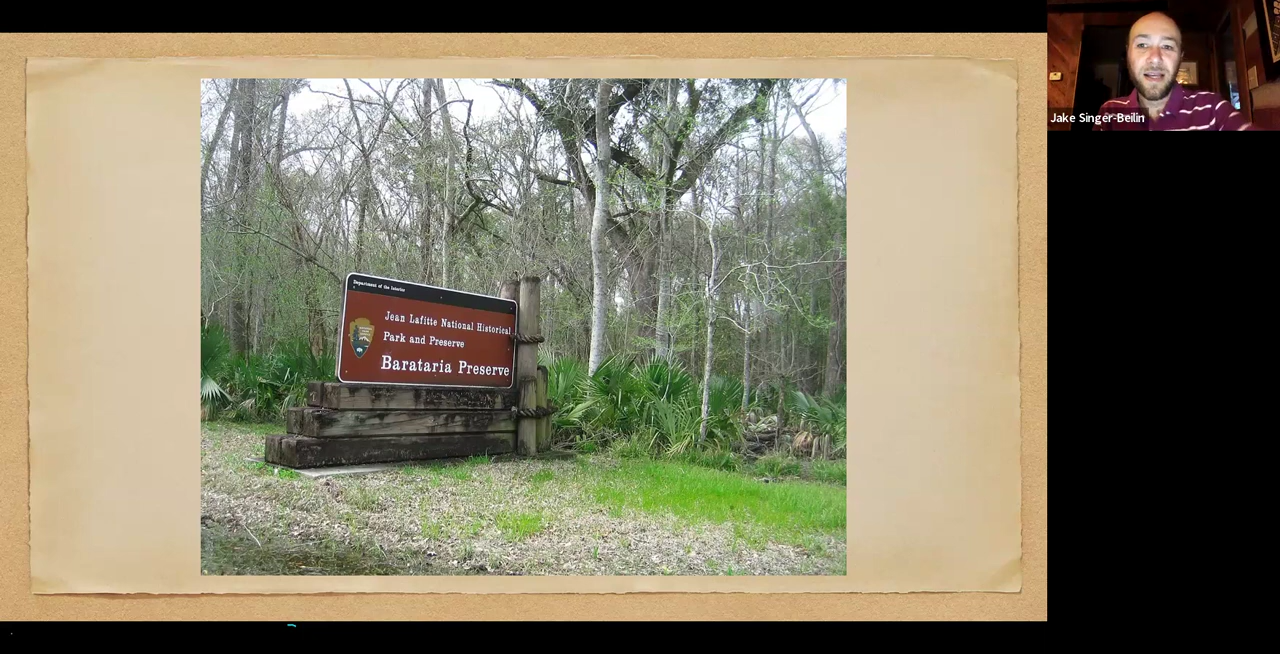 Department of the Interior
Jean Lafitte National Historical
Park and Preserve
Barataria Preserve
Jake Singer-Beilin